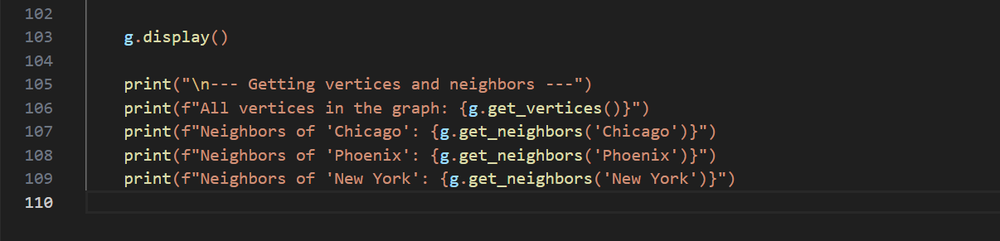 102
103 g.display()
104
105 print("\n--- Getting vertices and neighbors ---")
106 print(f"All vertices in the graph: {g.get_vertices()}")
107 print(f"Neighbors of 'Chicago': {g.get_neighbors('Chicago')}")
108 print(f"Neighbors of 'Phoenix': {g.get_neighbors('Phoenix')}")
109 print(f"Neighbors of 'New York': {g.get_neighbors('New York')}")
110